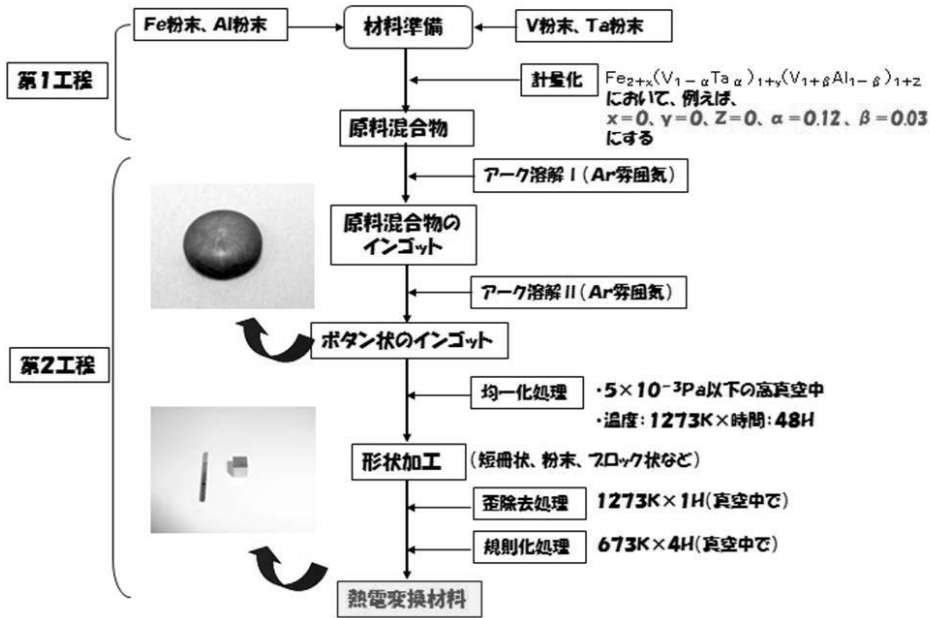 Fe粉末、Al粉末
材料準備
V粉末、Ta粉末
第1工程
計量化
Fe2+x(V1-αTaα)1+y(V1+βAl1-β)1+z
において、例えば、
x=0、y=0、Z=0、α=0.12、β=0.03
にする
原料混合物
アーク溶解Ⅰ(Ar雰囲気)
原料混合物の
インゴット
アーク溶解II(Ar雰囲気)
ボタン状のインゴット
第2工程
均一化処理
・5×10⁻³Pa以下の高真空中
・温度:1273K×時間:48H
形状加工
(短冊状、粉末、ブロック状など)
歪除去処理
1273K×1H(真空中で)
規則化処理
673K×4H(真空中で)
熱電変換材料